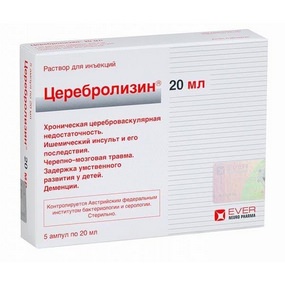 Раствор для инъекций
Церебролизин® 20 мл
Хроническая цереброваскулярная
недостаточность.
Ишемический инсульт и его
последствия.
Черепно-мозговая травма.
Задержка умственного
развития у детей.
Деменции.
Контролируется Австрийским федеральным
институтом бактериологии и серологии.
Стерильно.
5 ампул по 20 мл
EVER
NEURO PHARMA